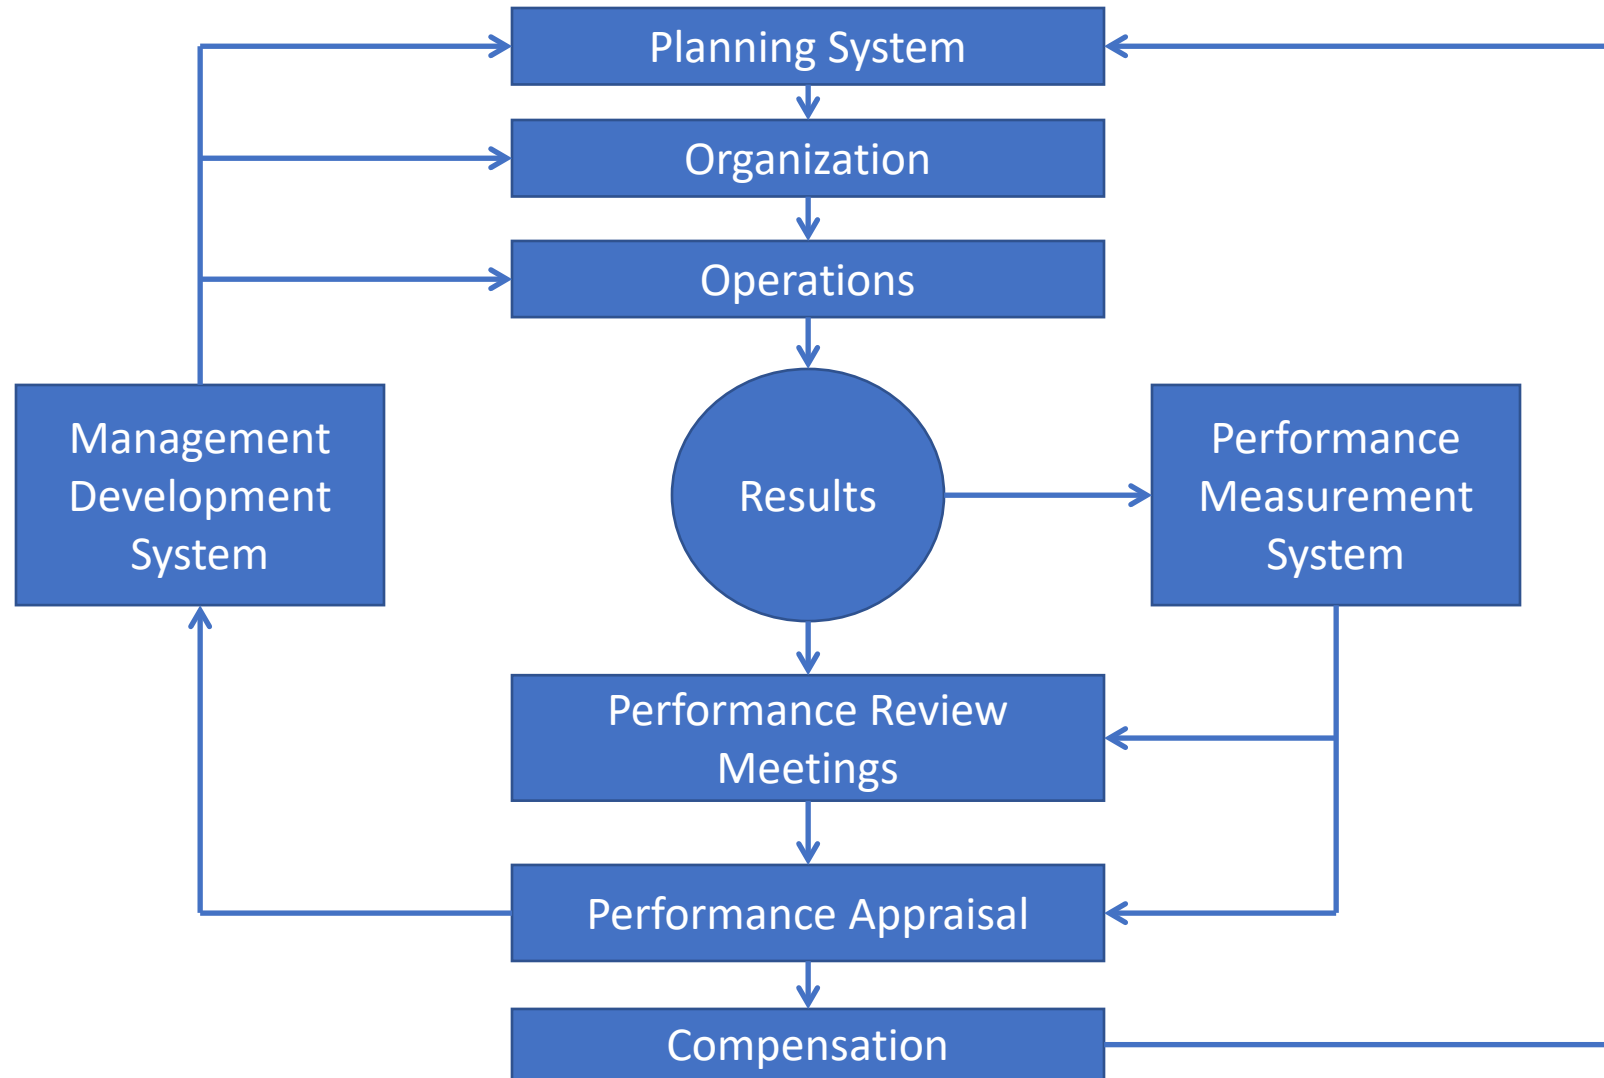 Planning System
Organization
Operations
Management
Development
System
Results
Performance
Measurement
System
Performance Review
Meetings
Performance Appraisal
Compensation